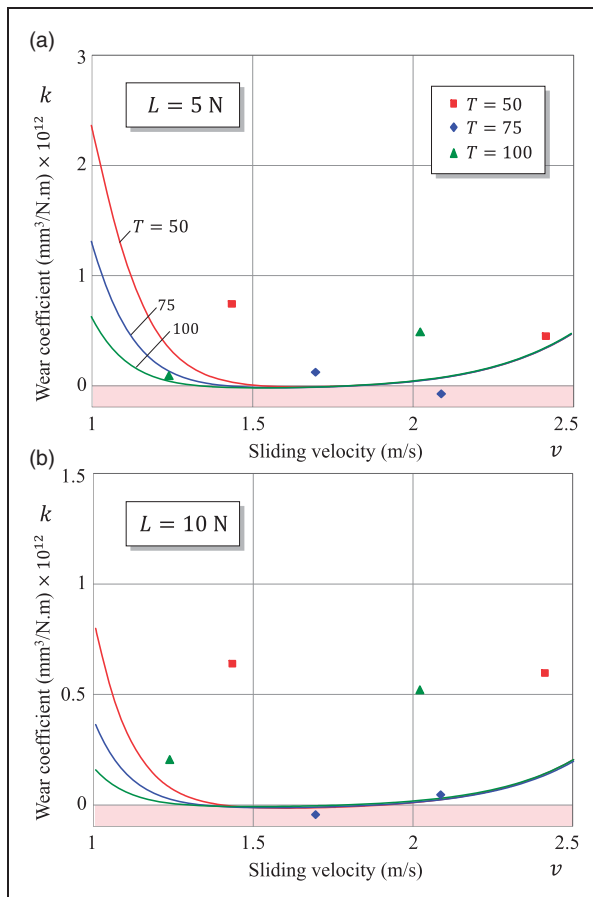 (a)
3
k
L = 5 N
T = 50
T = 75
T = 100
2
Wear coefficient (mm³/N.m) × 10¹²
T = 50
1
75
100
0
1
1.5
2
2.5
Sliding velocity (m/s)
v
(b)
1.5
k
L = 10 N
1
Wear coefficient (mm³/N.m) × 10¹²
0.5
0
1
1.5
2
2.5
Sliding velocity (m/s)
v